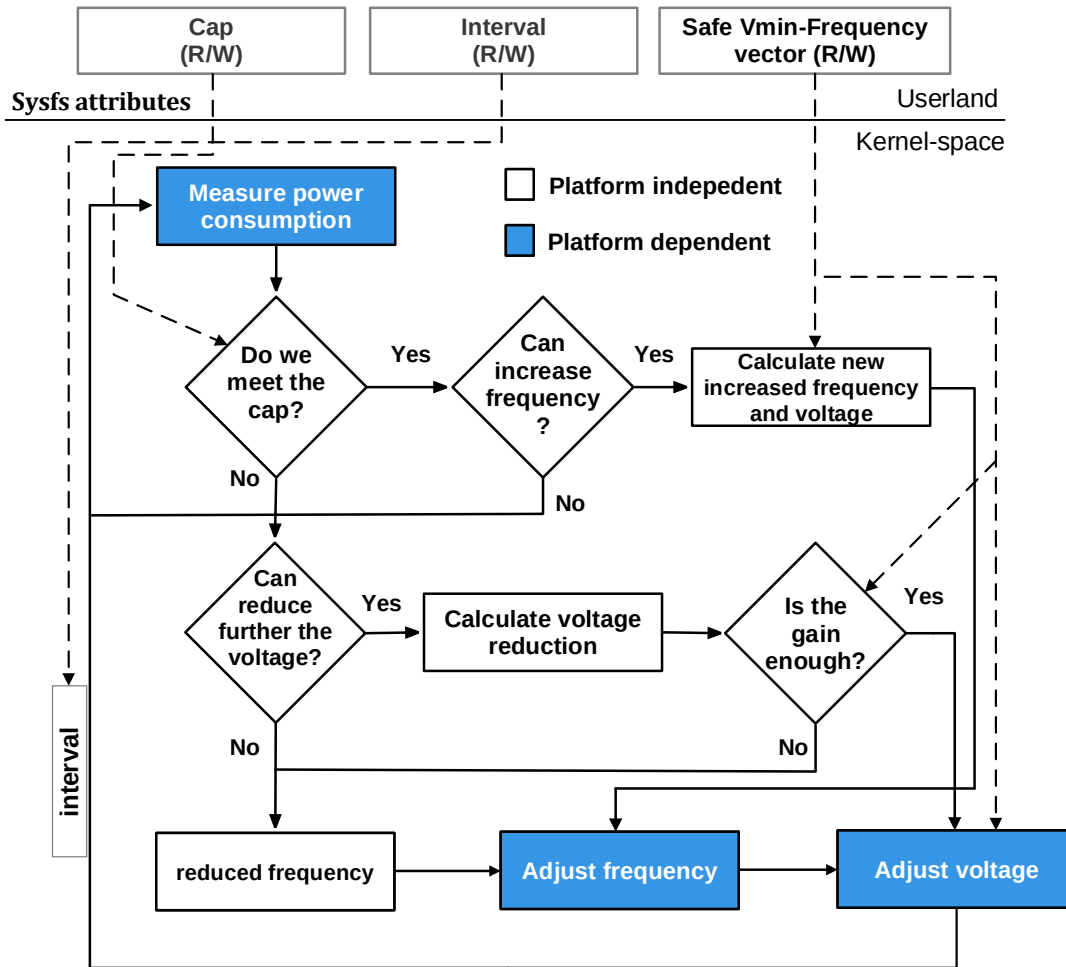 Cap
(R/W)
Interval
(R/W)
Safe Vmin-Frequency
vector (R/W)
Sysfs attributes
Userland
Kernel-space
Measure power
consumption
Platform indepedent
Platform dependent
Do we
meet the
cap?
Yes
No
Can
increase
frequency
?
Yes
No
Calculate new
increased frequency
and voltage
Can
reduce
further the
voltage?
Yes
No
Calculate voltage
reduction
Is the
gain
enough?
Yes
No
interval
reduced frequency
Adjust frequency
Adjust voltage